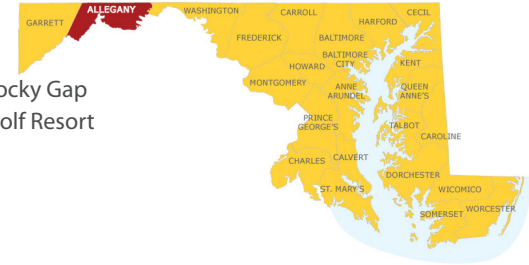 CECIL
ALLEGANY
WASHINGTON
CARROLL
HARFORD
GARRETT
FREDERICK
BALTIMORE
BALTIMORE
CITY
HOWARD
KENT
MONTGOMERY
ANNE
ARUNDEL
QUEEN
ANNE'S
ocky Gap
olf Resort
PRINCE
GEORGE'S
TALBOT
CAROLINE
CHARLES
CALVERT
DORCHESTER
ST. MARY'S
WICOMICO
SOMERSET
WORCESTER